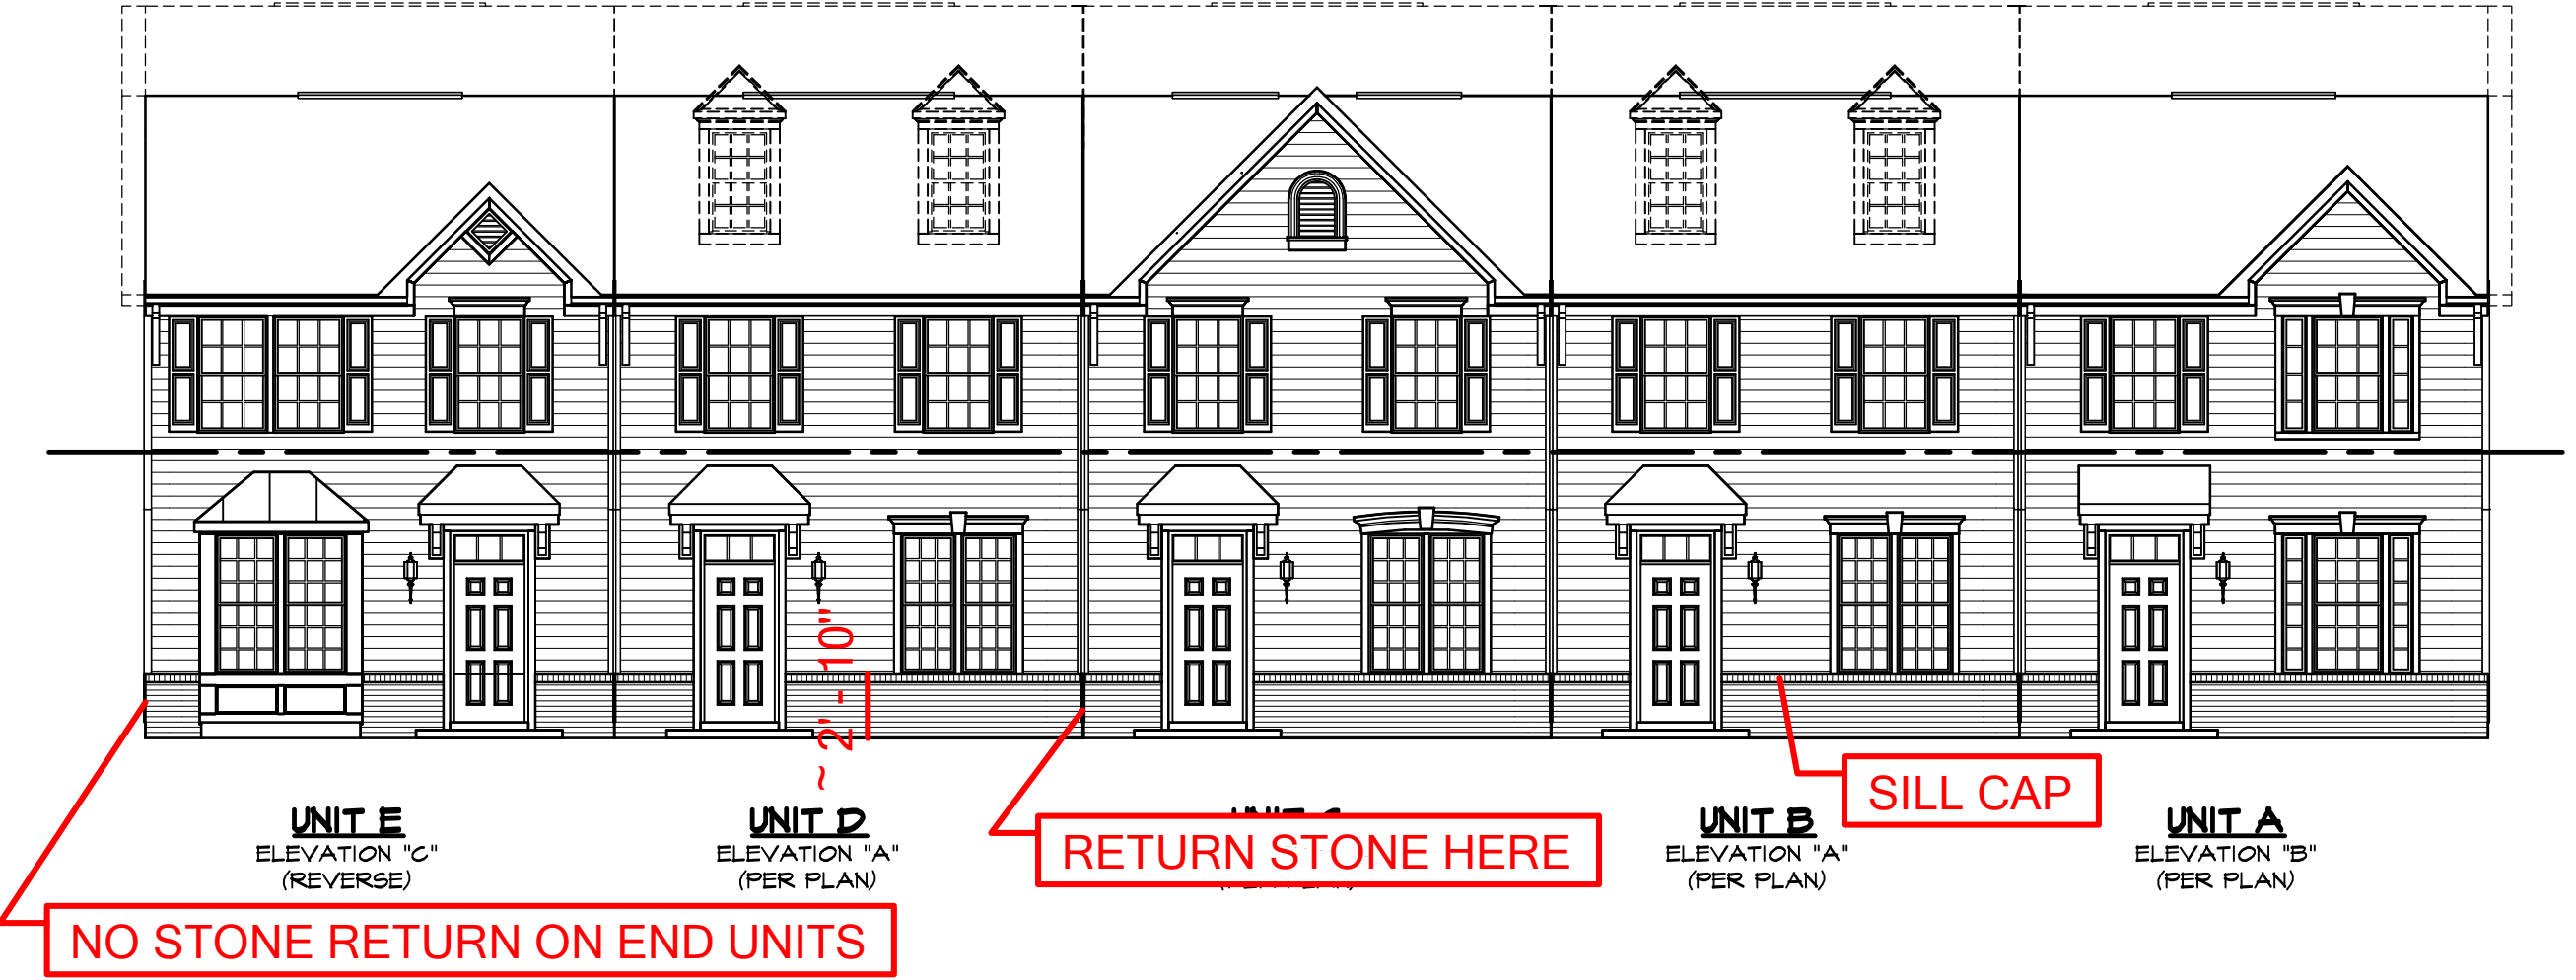 ~ 2' - 10"
SILL CAP
UNIT E
UNIT D
UNIT B
UNIT A
ELEVATION "C"
ELEVATION "A"
RETURN STONE HERE
ELEVATION "A"
ELEVATION "B"
(REVERSE)
(PER PLAN)
(PER PLAN)
(PER PLAN)
NO STONE RETURN ON END UNITS